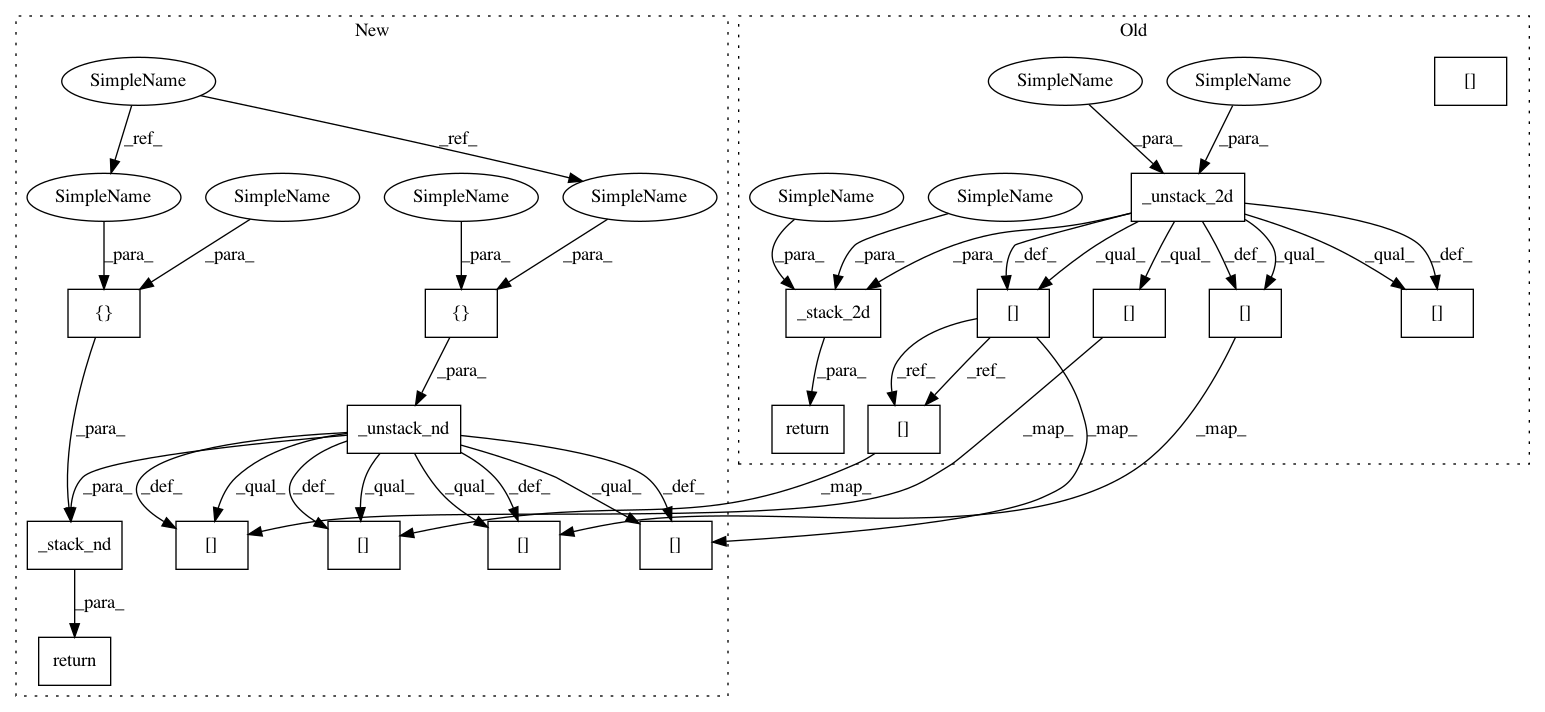 New
Old
SimpleName
SimpleName
SimpleName
[]
_ref_
_ref_
_para_
_para_
SimpleName
SimpleName
SimpleName
SimpleName
SimpleName
SimpleName
_unstack_2d
_para_
_para_
_para_
_para_
_para_
_para_
_para_
_def_
_qual_
_qual_
_def_
_qual_
_qual_
_def_
{}
{}
_stack_2d
[]
[]
[]
[]
_para_
_para_
_ref_
_ref_
_unstack_nd
return
[]
_para_
_map_
_map_
_map_
_para_
_def_
_qual_
_def_
_qual_
_qual_
_def_
_qual_
_def_
_map_
_stack_nd
[]
[]
[]
[]
_para_
return